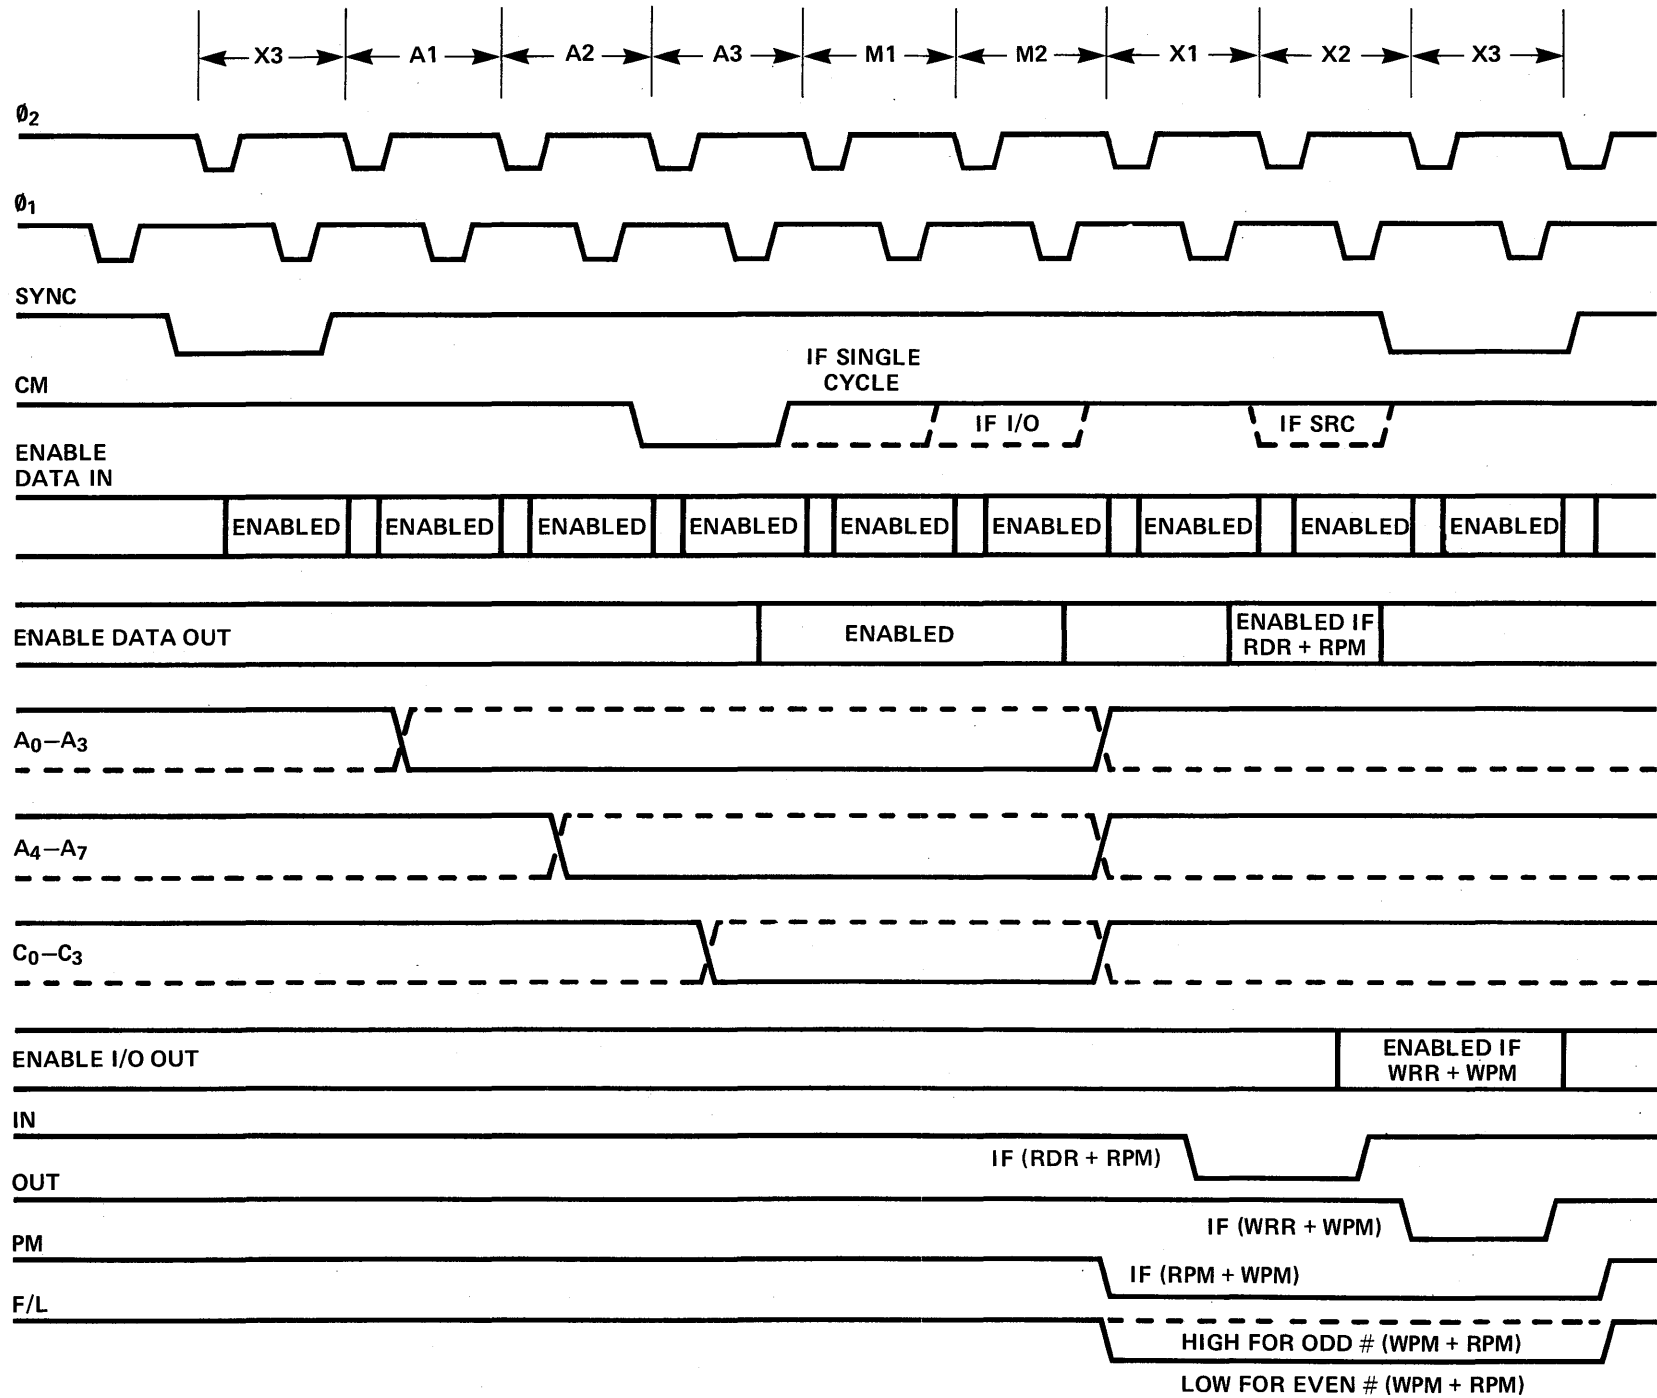 X3 A1 A2 A3 M1 M2 X1 X2 X3
Ø2
Ø1
SYNC
IF SINGLE
CYCLE
CM
IF I/O
IF SRC
ENABLE
DATA IN
ENABLED ENABLED ENABLED ENABLED ENABLED ENABLED ENABLED ENABLED ENABLED
ENABLE DATA OUT
ENABLED
ENABLED IF
RDR + RPM
A0–A3
A4–A7
C0–C3
ENABLE I/O OUT
ENABLED IF
WRR + WPM
IN
IF (RDR + RPM)
OUT
IF (WRR + WPM)
PM
IF (RPM + WPM)
F/L
HIGH FOR ODD # (WPM + RPM)
LOW FOR EVEN # (WPM + RPM)